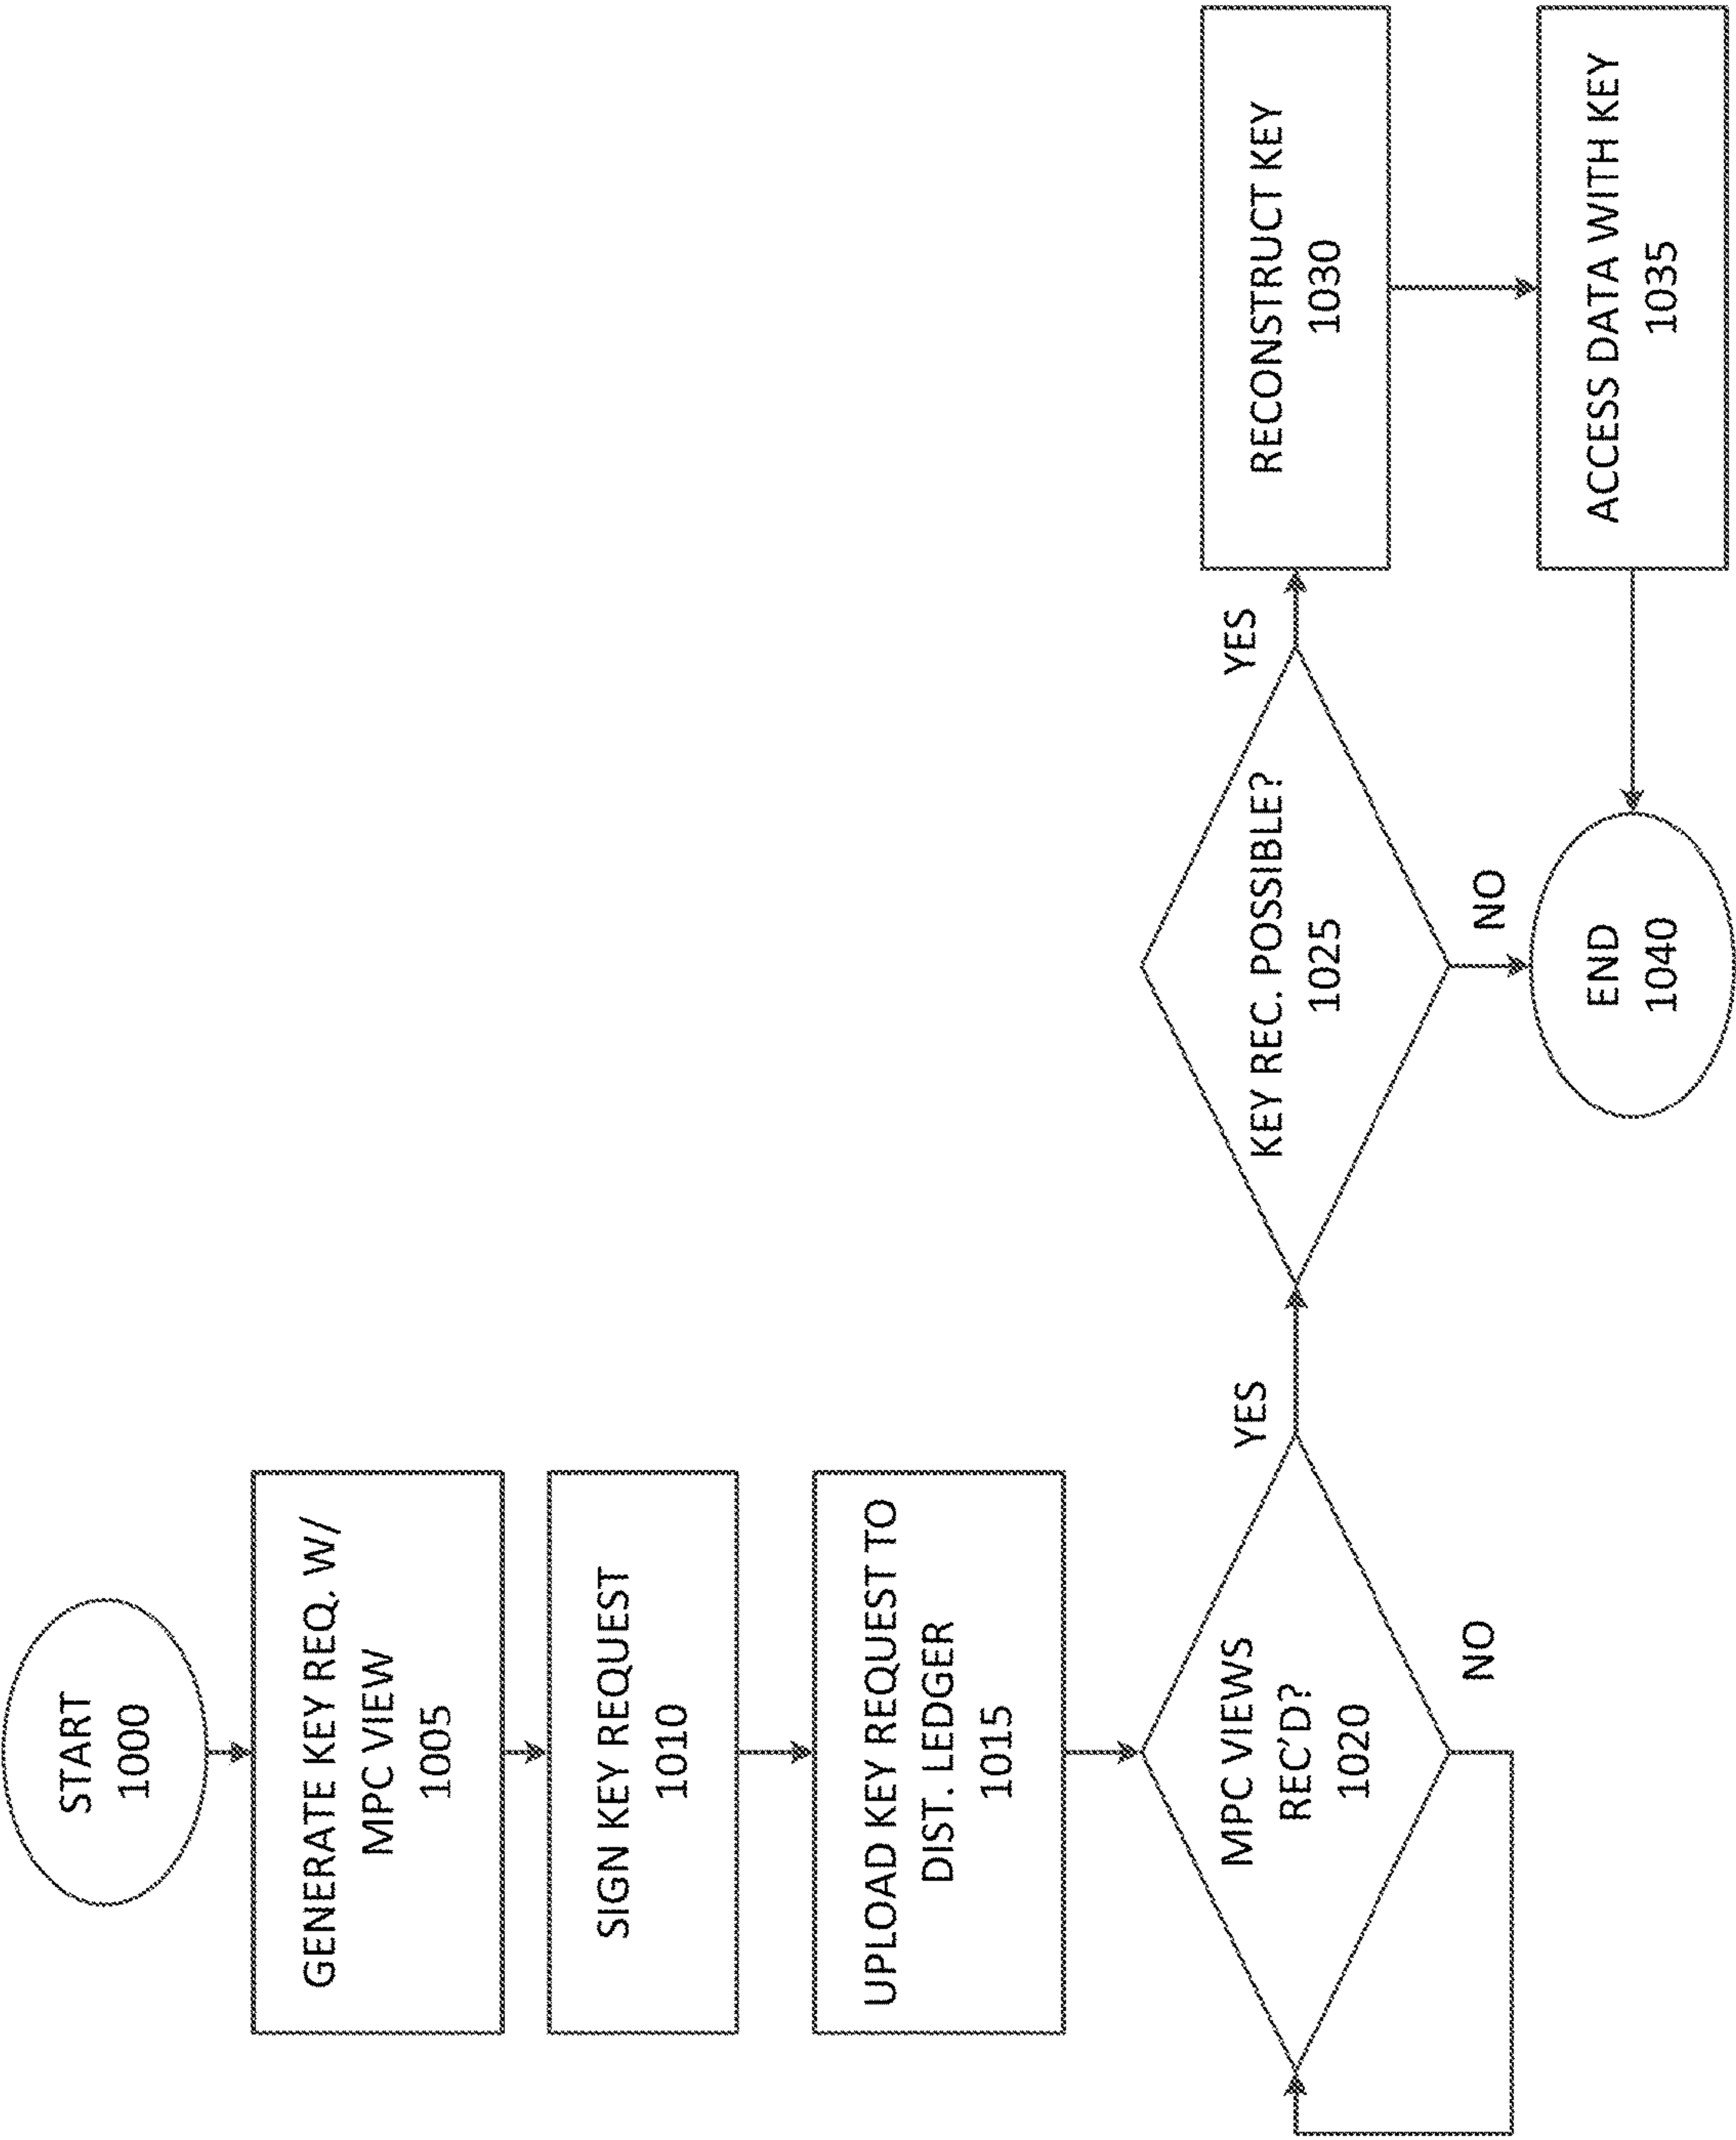 START
1000
GENERATE KEY REQ. W/
MPC VIEW
1005
SIGN KEY REQUEST
1010
UPLOAD KEY REQUEST TO
DIST. LEDGER
1015
MPC VIEWS
REC'D?
1020
NO
YES
KEY REC. POSSIBLE?
1025
NO
YES
RECONSTRUCT KEY
1030
ACCESS DATA WITH KEY
1035
END
1040